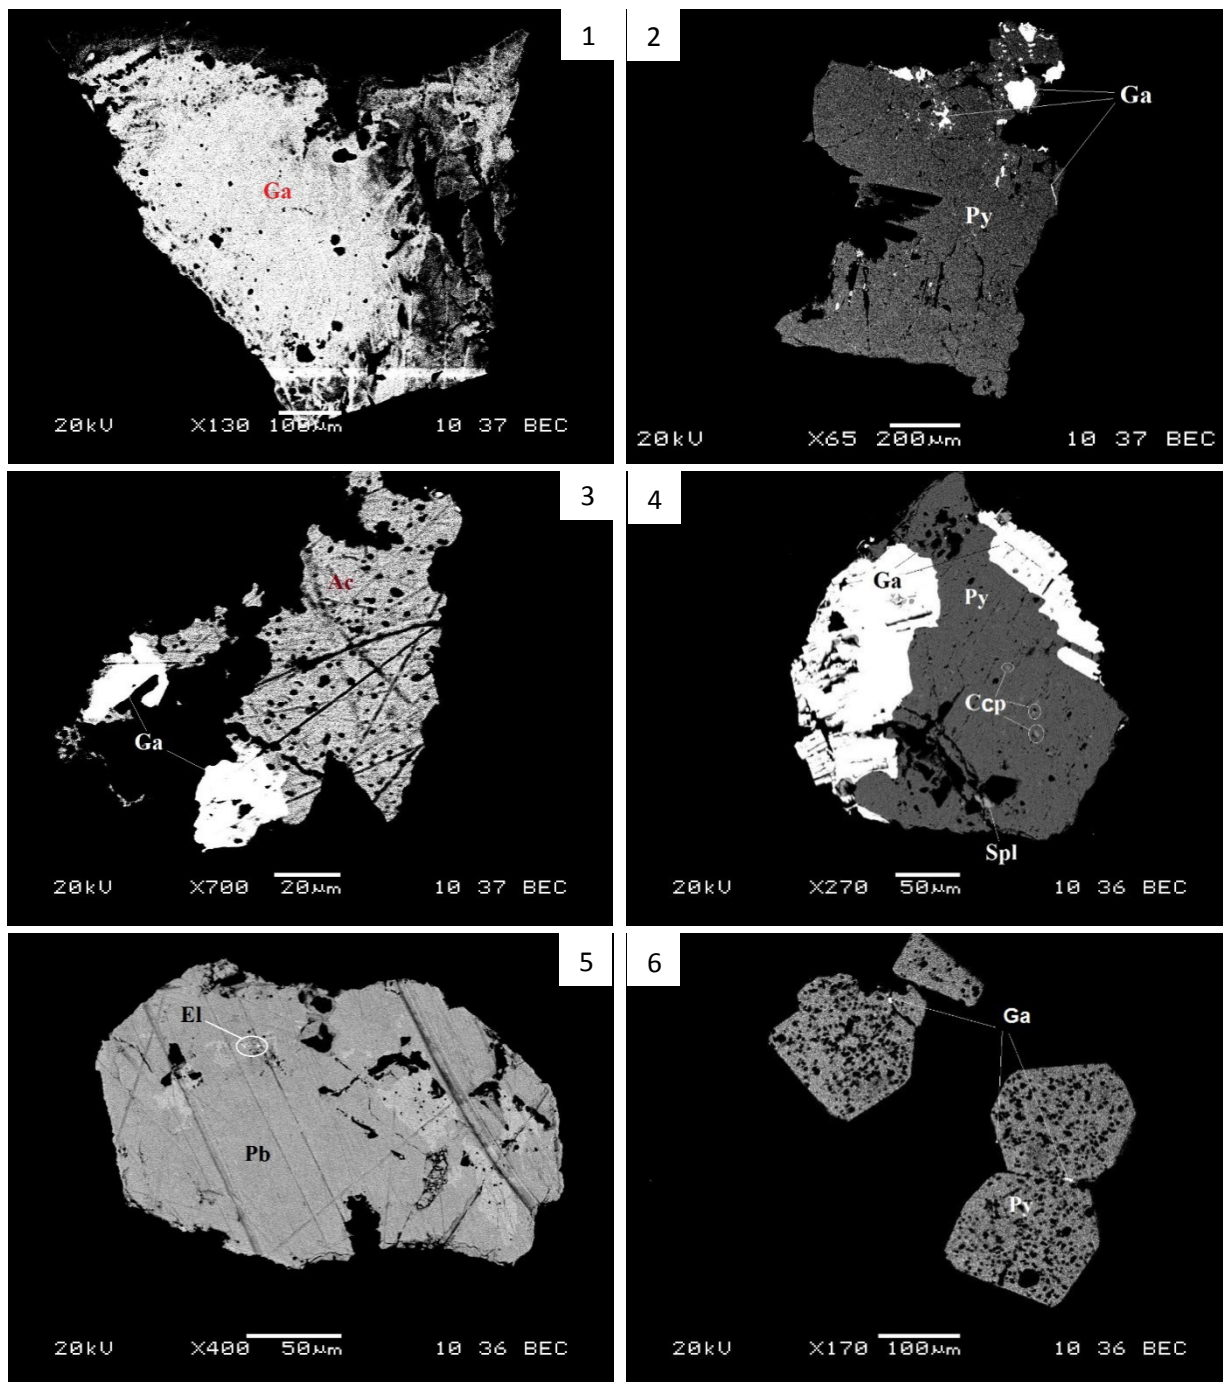 1
Ga
20kV X130 100µm 10 37 BEC
2
Ga
Py
20kV X65 200µm 10 37 BEC
3
Ac
Ga
20kV X700 20µm 10 37 BEC
4
Ga
Py
Ccp
Spl
20kV X270 50µm 10 36 BEC
5
El
Pb
20kV X400 50µm 10 36 BEC
6
Ga
Py
20kV X170 100µm 10 36 BEC